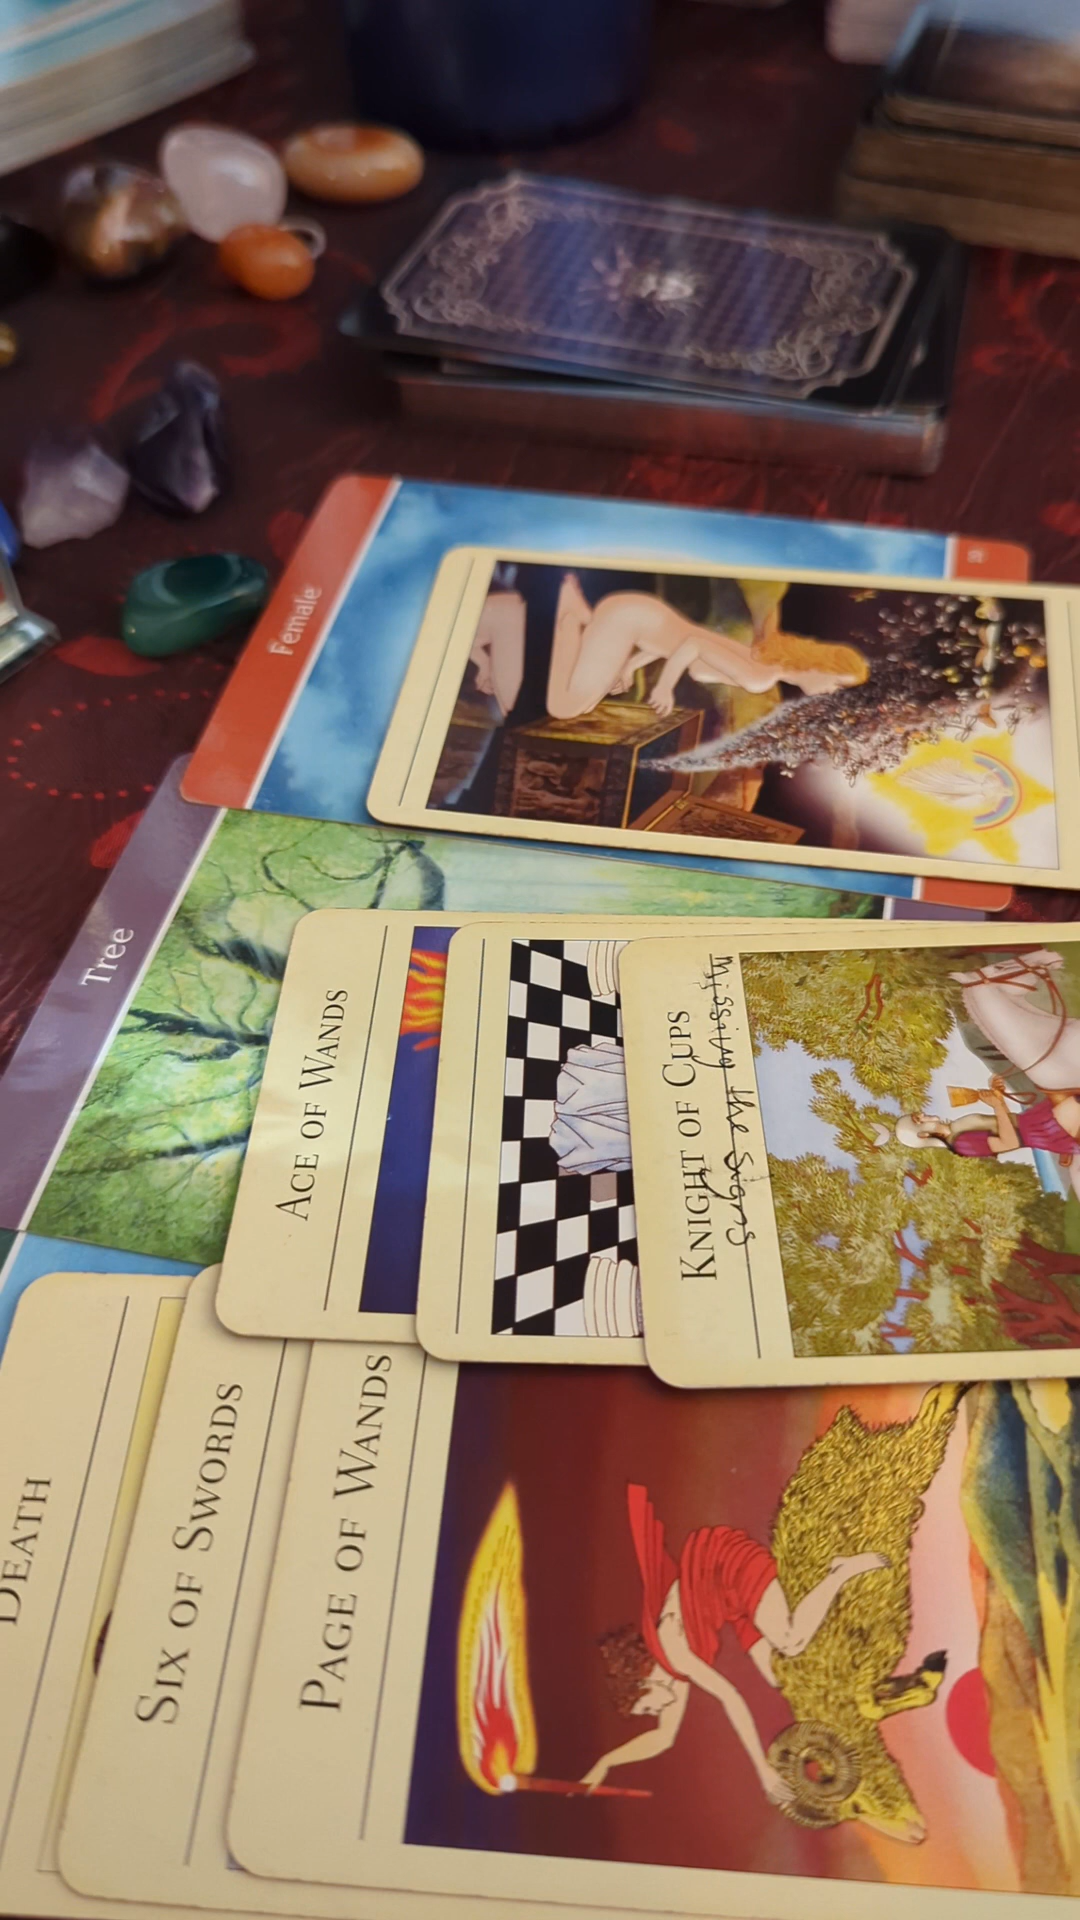 Female
Tree
ACE OF WANDS
KNIGHT OF CUPS
Missing the signs
DEATH
SIX OF SWORDS
PAGE OF WANDS